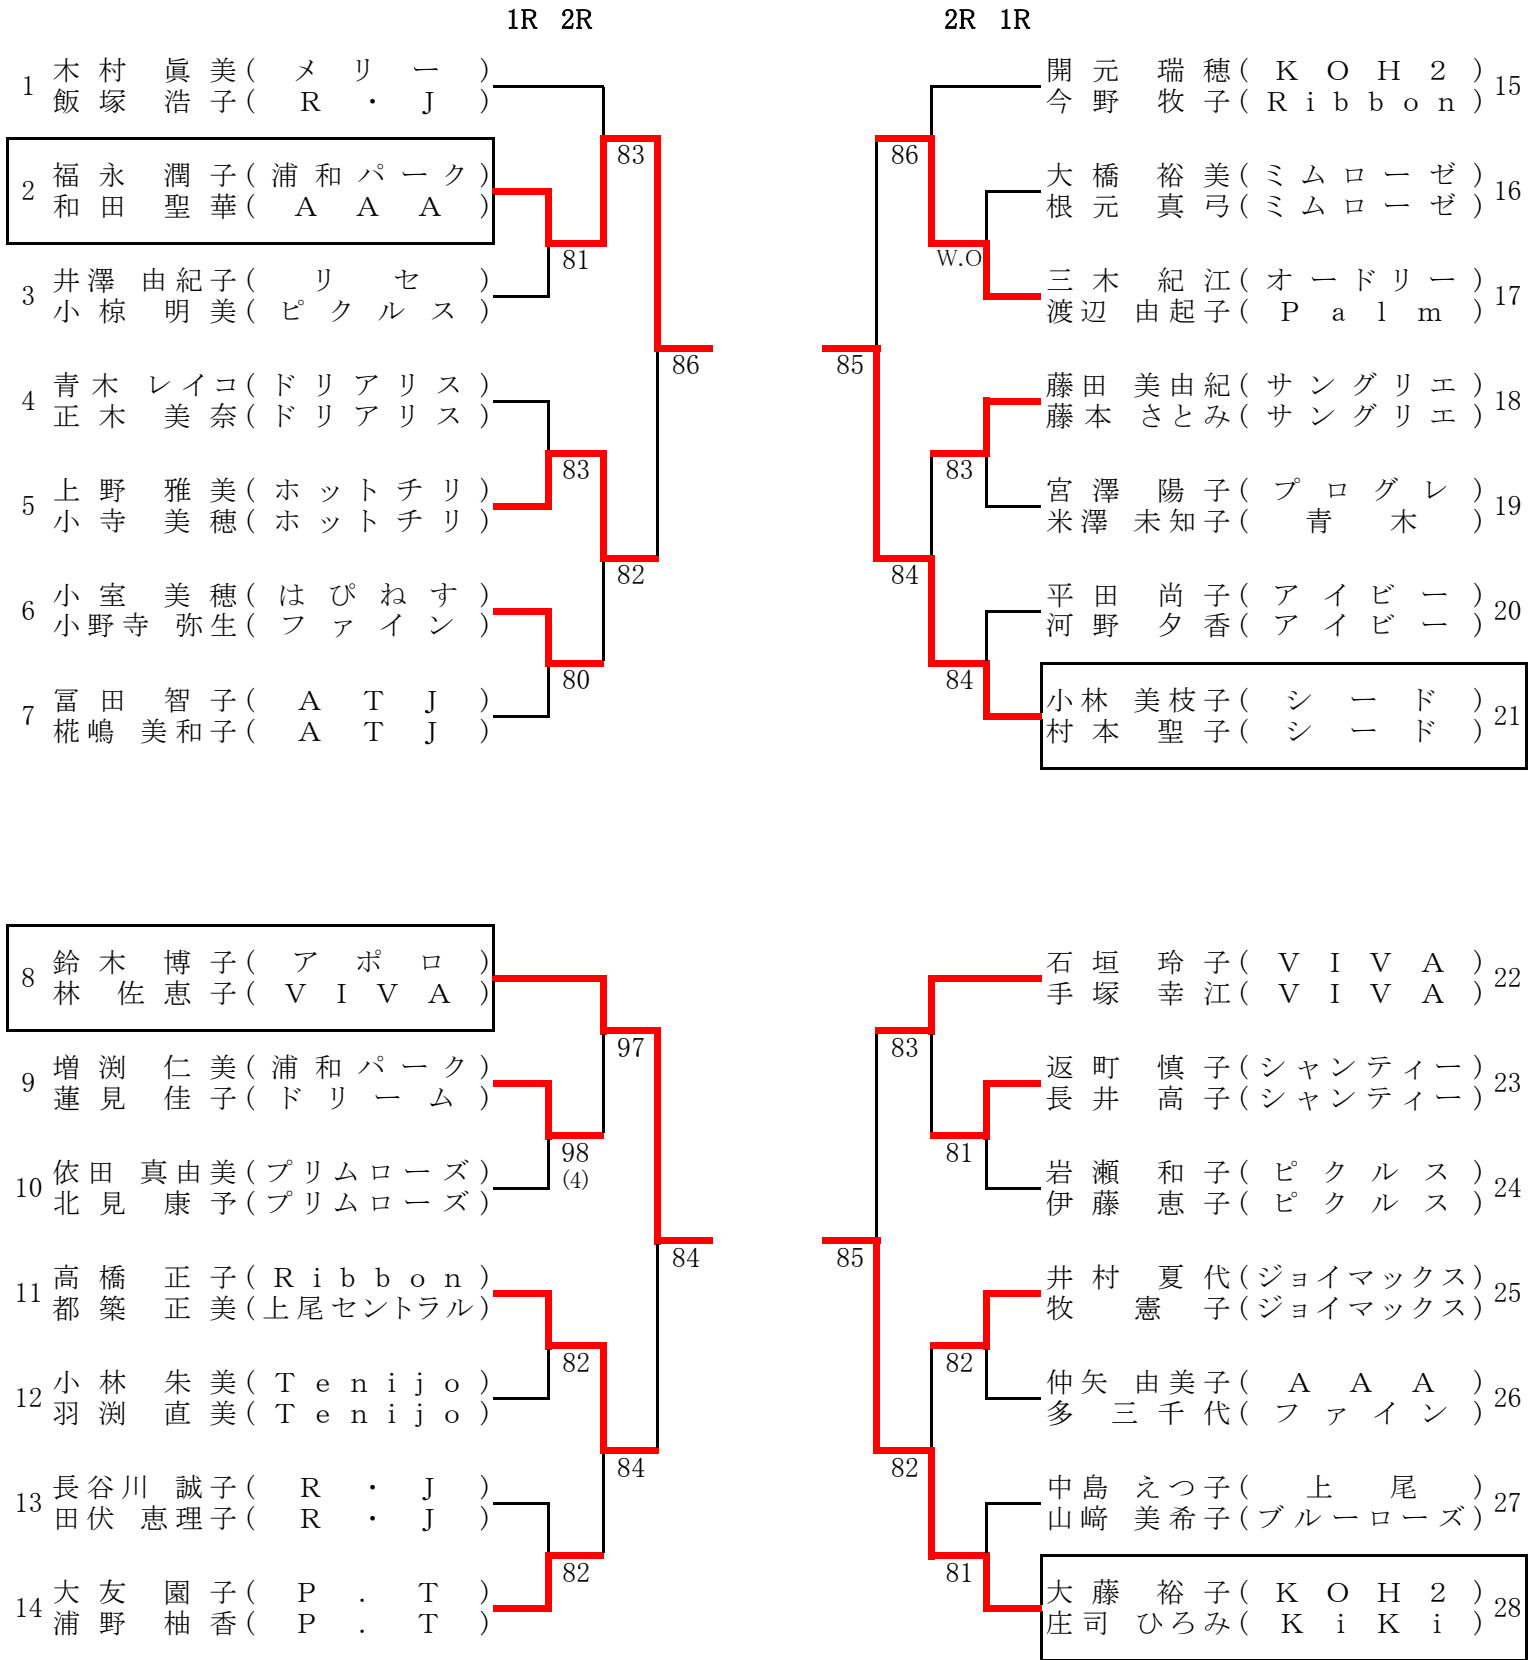 1R 2R
2R 1R
1 木村 眞美(メリー)
飯塚 浩子(R・J)
2 福永 潤子(浦和パーク)
和田 聖華(AAA)
3 井澤 由紀子(リセ)
小椋 明美(ピクルス)
4 青木 レイコ(ドリアリス)
正木 美奈(ドリアリス)
5 上野 雅美(ホットチリ)
小寺 美穂(ホットチリ)
6 小室 美穂(はぴねす)
小野寺 弥生(ファイン)
7 冨田 智子(ATJ)
椛嶋 美和子(ATJ)
83
81
86
83
82
80
開元 瑞穂(KOH2) 15
今野 牧子(Ribbon)
大橋 裕美(ミムローゼ) 16
根元 真弓(ミムローゼ)
三木 紀江(オードリー) 17
渡辺 由起子(Palm)
藤田 美由紀(サングリエ) 18
藤本 さとみ(サングリエ)
宮澤 陽子(プログレ) 19
米澤 未知子(青木)
平田 尚子(アイビー) 20
河野 夕香(アイビー)
小林 美枝子(シード) 21
村本 聖子(シード)
86
W.O
85
83
84
84
8 鈴木 博子(アポロ)
林 佐恵子(VIVA)
9 増渕 仁美(浦和パーク)
蓮見 佳子(ドリーム)
10 依田 真由美(プリムローズ)
北見 康予(プリムローズ)
11 高橋 正子(Ribbon)
都築 正美(上尾セントラル)
12 小林 朱美(Tenijo)
羽渕 直美(Tenijo)
13 長谷川 誠子(R・J)
田伏 恵理子(R・J)
14 大友 園子(P.T)
浦野 柚香(P.T)
97
98
(4)
84
82
84
82
石垣 玲子(VIVA) 22
手塚 幸江(VIVA)
返町 慎子(シャンティー) 23
長井 高子(シャンティー)
岩瀬 和子(ピクルス) 24
伊藤 恵子(ピクルス)
井村 夏代(ジョイマックス) 25
牧 憲子(ジョイマックス)
仲矢 由美子(AAA) 26
多 三千代(ファイン)
中島 えつ子(上尾) 27
山﨑 美希子(ブルーローズ)
大藤 裕子(KOH2) 28
庄司 ひろみ(KiKi)
83
81
85
82
82
81